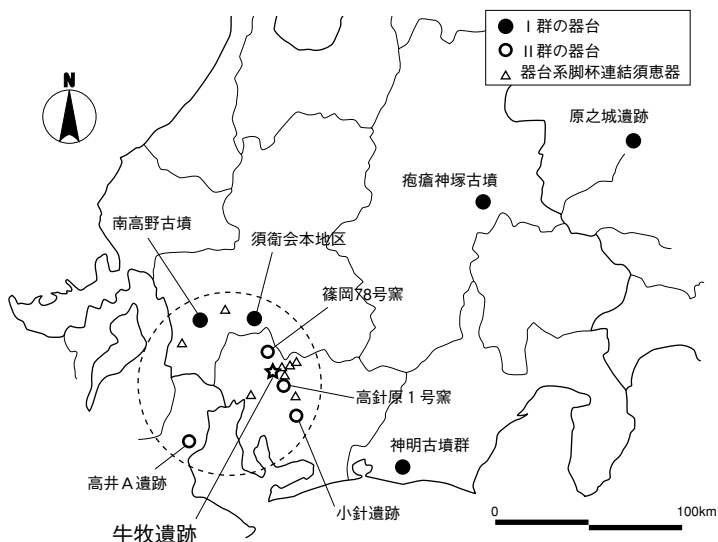 Ⅰ群の器台
Ⅱ群の器台
器台系脚杯連結須恵器
N
原之城遺跡
疱瘡神塚古墳
南高野古墳
須衛会本地区
篠岡78号窯
高針原1号窯
神明古墳群
高井A遺跡
小針遺跡
牛牧遺跡
0 100km